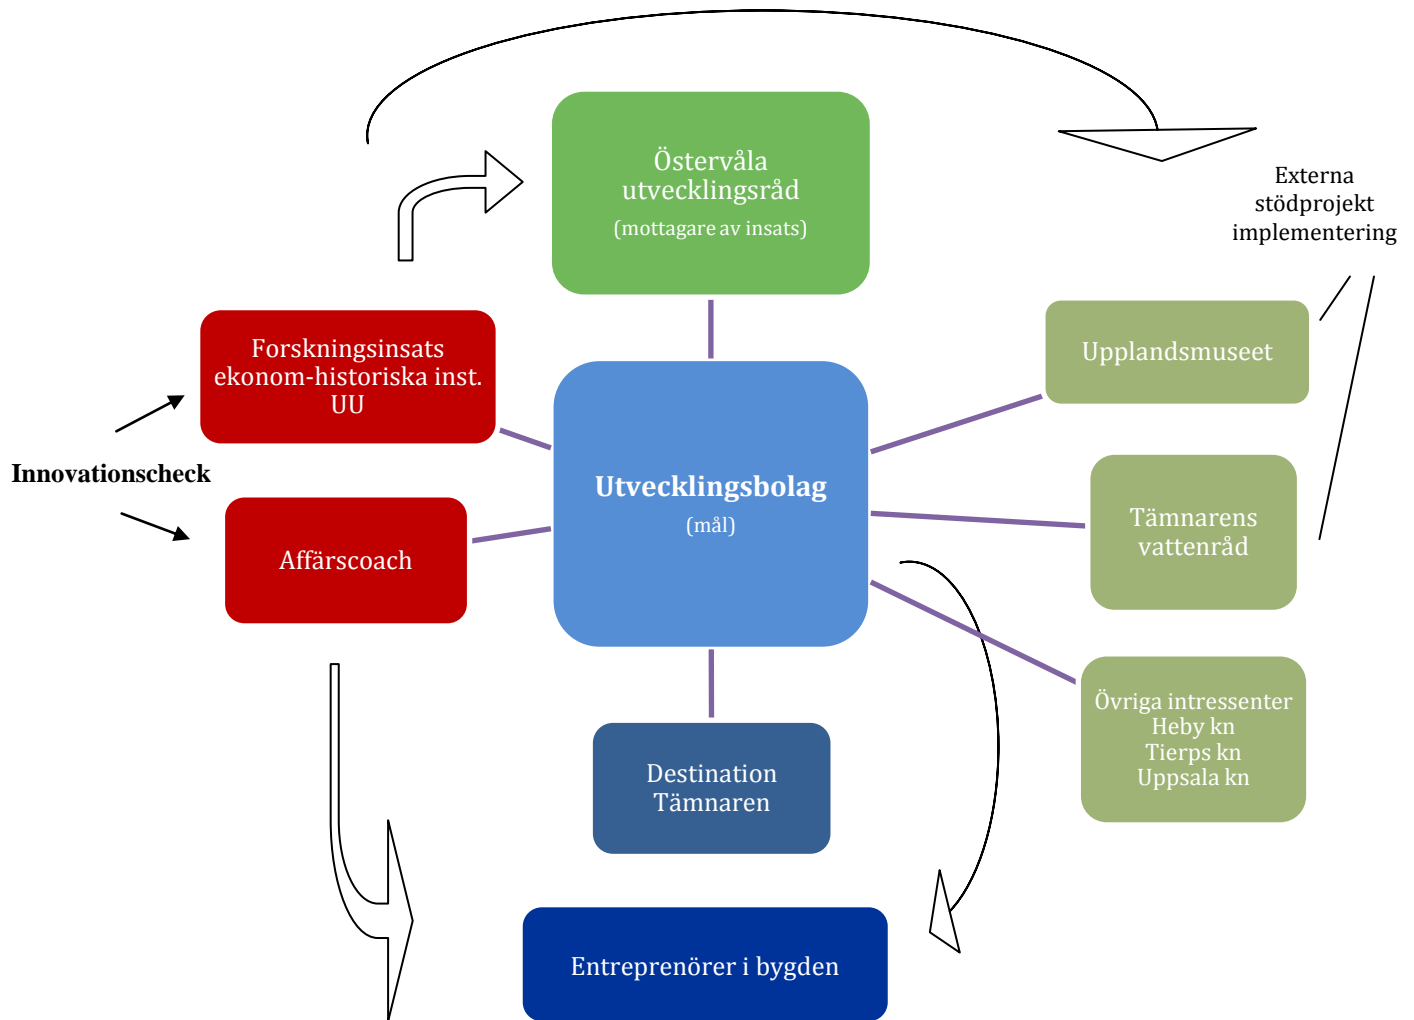 Östervåla
utvecklingsråd
(mottagare av insats)
Externa
stödprojekt
implementering
Forskningsinsats
ekonom-historiska inst.
UU
Upplandsmuseet
Innovationscheck
Utvecklingsbolag
(mål)
Affärscoach
Tämnarens
vattenråd
Övriga intressenter
Heby kn
Tierps kn
Uppsala kn
Destination
Tämnaren
Entreprenörer i bygden